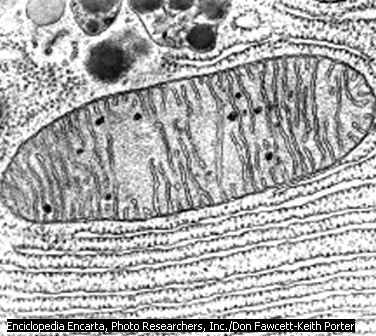 Enciclopedia Encarta, Photo Researchers, Inc./Don Fawcett-Keith Porter